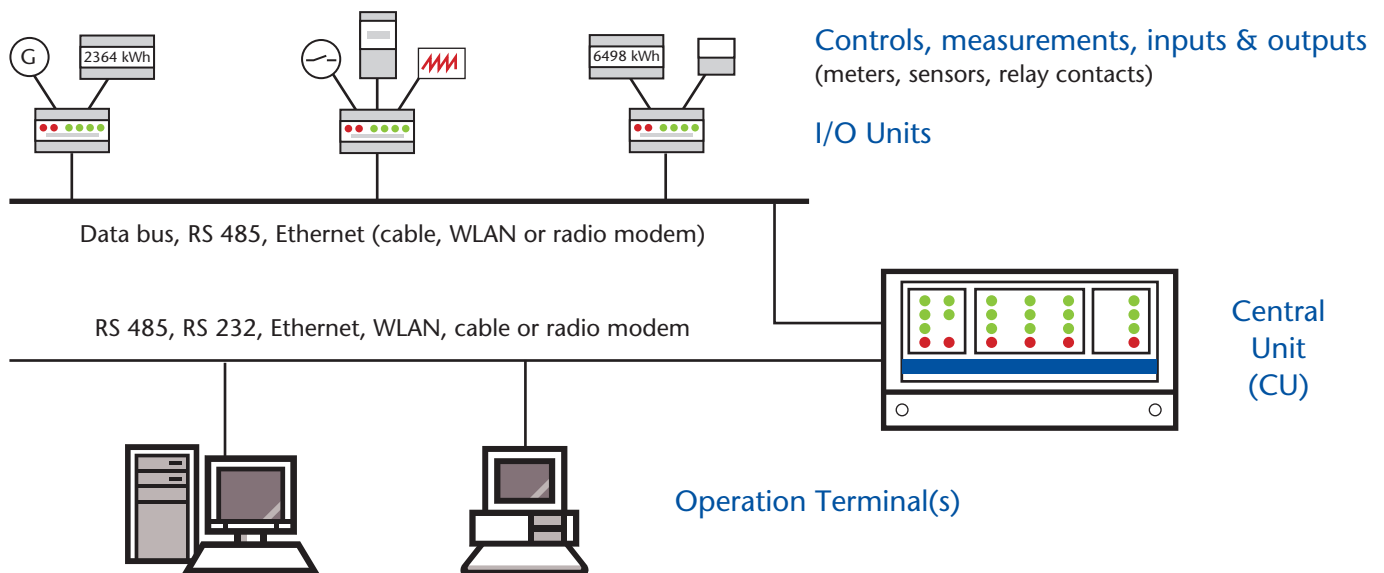 G
2364 kWh
6498 kWh
Controls, measurements, inputs & outputs
(meters, sensors, relay contacts)
I/O Units
Data bus, RS 485, Ethernet (cable, WLAN or radio modem)
RS 485, RS 232, Ethernet, WLAN, cable or radio modem
Central
Unit
(CU)
Operation Terminal(s)